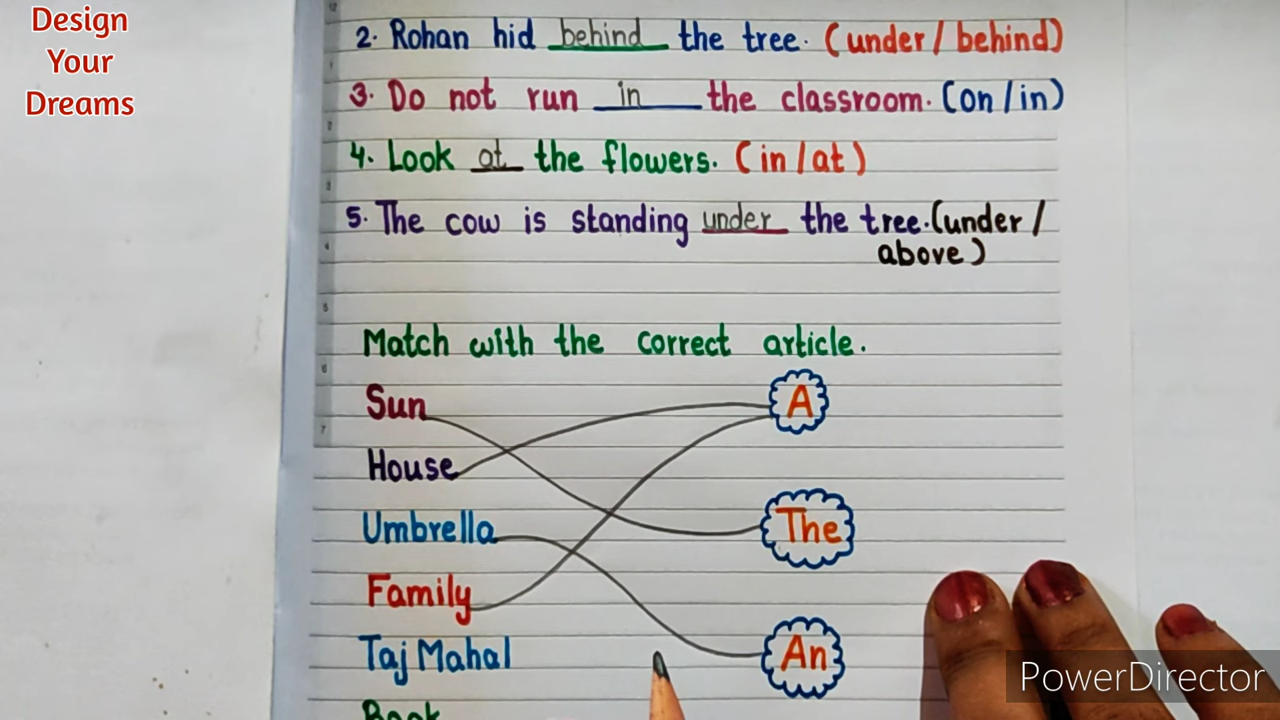 Design
Your
Dreams
2. Rohan hid behind the tree. (under / behind)
3. Do not run in the classroom. (on / in)
4. Look at the flowers. (in / at)
5. The cow is standing under the tree. (under /
above)
Match with the correct article.
Sun A
House
Umbrella The
Family
Taj Mahal An
Book
PowerDirector